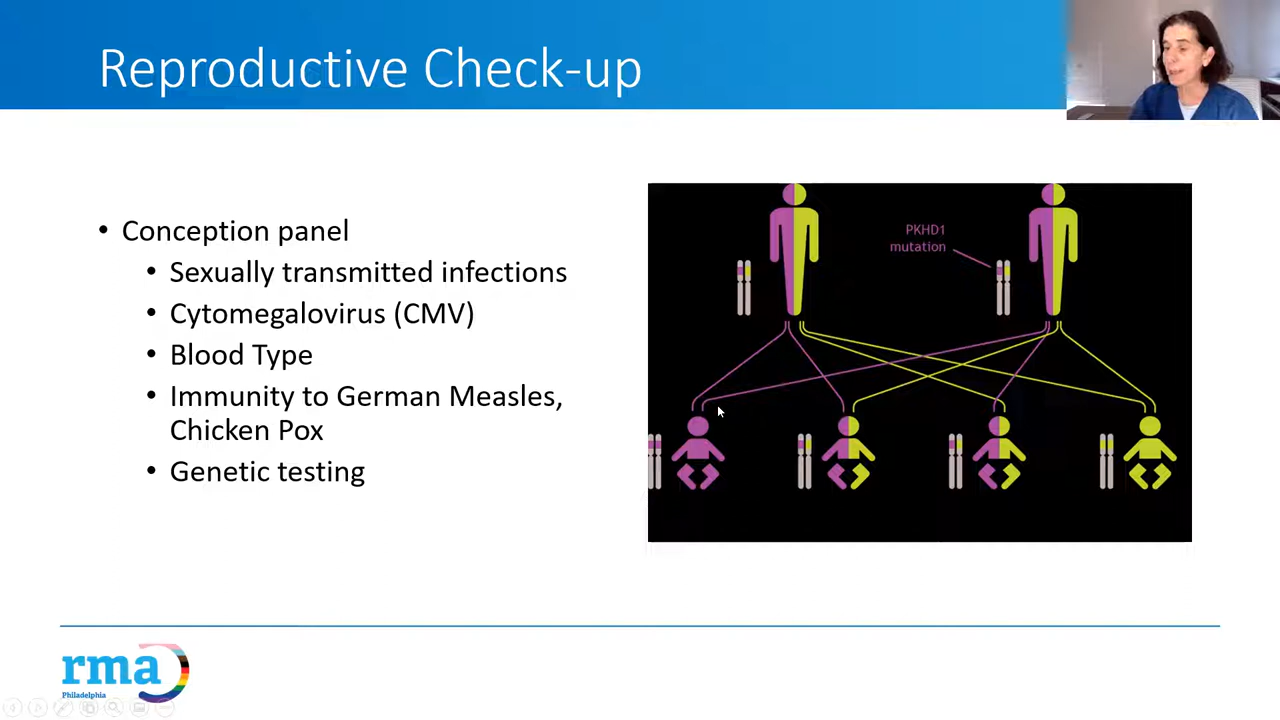 Reproductive Check-up
• Conception panel
• Sexually transmitted infections
• Cytomegalovirus (CMV)
• Blood Type
• Immunity to German Measles,
Chicken Pox
• Genetic testing
PKHD1
mutation
rma
Philadelphia